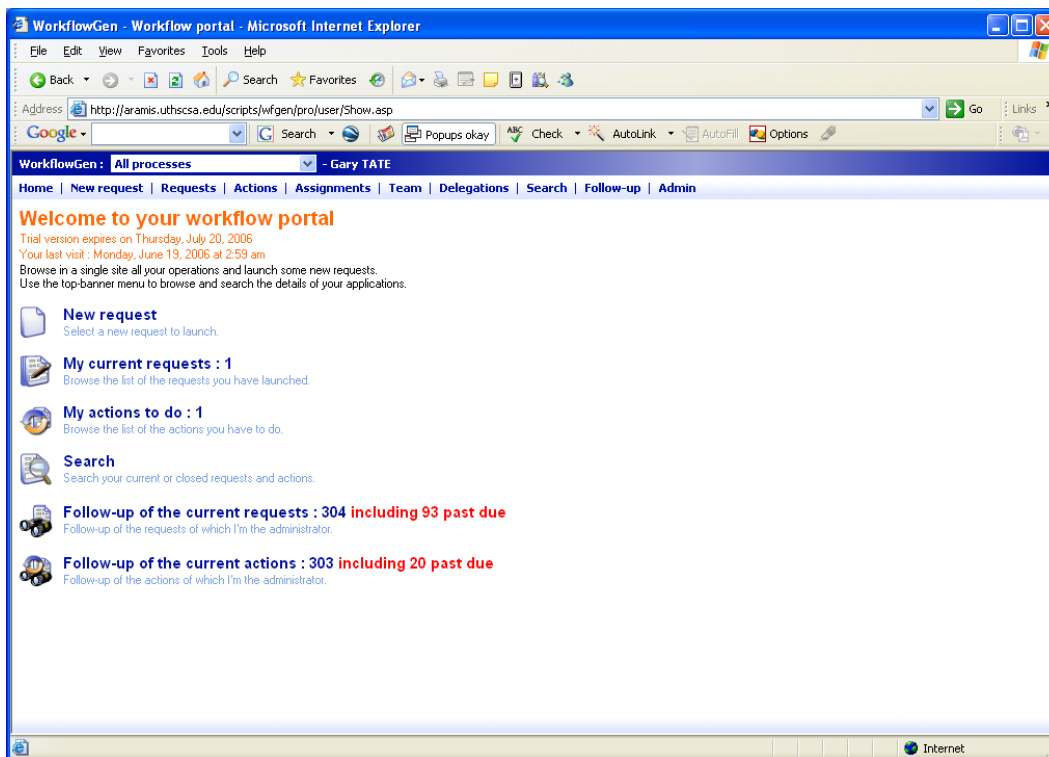 WorkflowGen - Workflow portal - Microsoft Internet Explorer
File Edit View Favorites Tools Help
Back Search Favorites
Address http://aramis.uthscsa.edu/scripts/wfgen/pro/user/Show.asp Go Links
Google Search Popups okay ABC Check AutoLink AutoFill Options
WorkflowGen : All processes - Gary TATE
Home | New request | Requests | Actions | Assignments | Team | Delegations | Search | Follow-up | Admin
Welcome to your workflow portal
Trial version expires on Thursday, July 20, 2006
Your last visit : Monday, June 19, 2006 at 2:59 am
Browse in a single site all your operations and launch some new requests.
Use the top-banner menu to browse and search the details of your applications.
New request
Select a new request to launch.
My current requests : 1
Browse the list of the requests you have launched.
My actions to do : 1
Browse the list of the actions you have to do.
Search
Search your current or closed requests and actions.
Follow-up of the current requests : 304 including 93 past due
Follow-up of the requests of which I'm the administrator.
Follow-up of the current actions : 303 including 20 past due
Follow-up of the actions of which I'm the administrator.
Internet